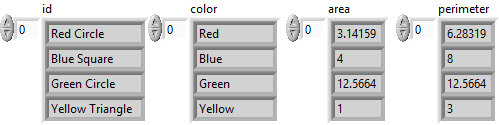 id color area perimeter
0 Red Circle 0 Red 0 3.14159 0 6.28319
Blue Square Blue 4 8
Green Circle Green 12.5664 12.5664
Yellow Triangle Yellow 1 3